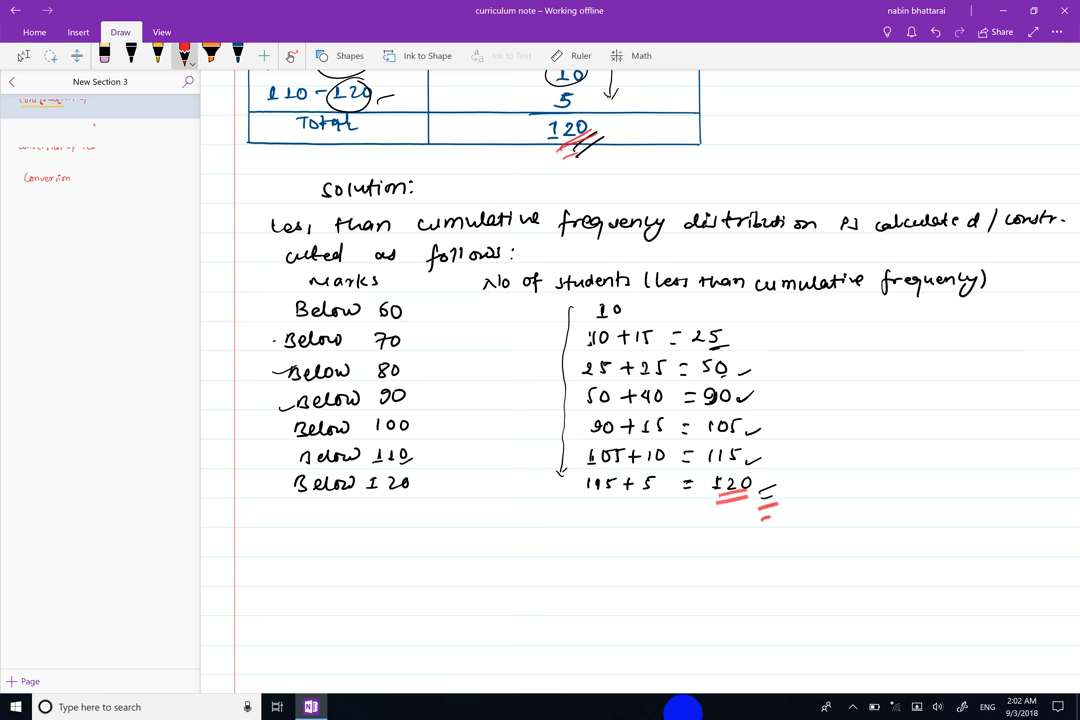 curriculum note – Working offline
nabin bhattarai
Home Insert Draw View
Share
Shapes Ink to Shape Ink to Text Ruler Math
New Section 3
Conversion
10
110 - 120 5
Total 120
Solution:
Less than cumulative frequency distribution is calculated / constr-
ucted as follows:
Marks No of students (less than cumulative frequency)
Below 60 10
Below 70 10 + 15 = 25
Below 80 25 + 25 = 50
Below 90 50 + 40 = 90
Below 100 90 + 15 = 105
Below 110 105 + 10 = 115
Below 120 115 + 5 = 120
Page
Type here to search
ENG
2:02 AM
9/3/2018